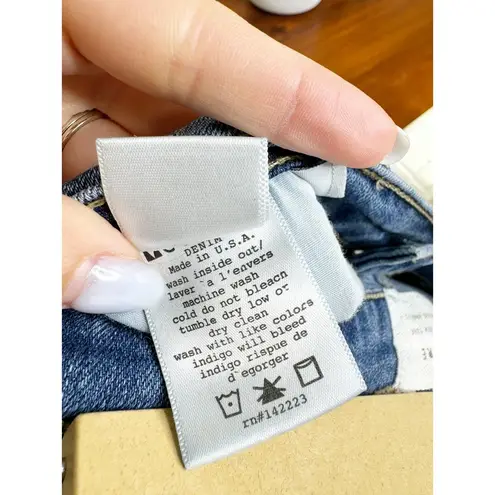 DENIM
Made in U.S.A.
wash inside out/
laver a l'envers
machine wash
cold do not bleach
tumble dry low or
dry clean
wash with like colors
indigo will bleed
indigo risque de
d'egorger
rn#142223